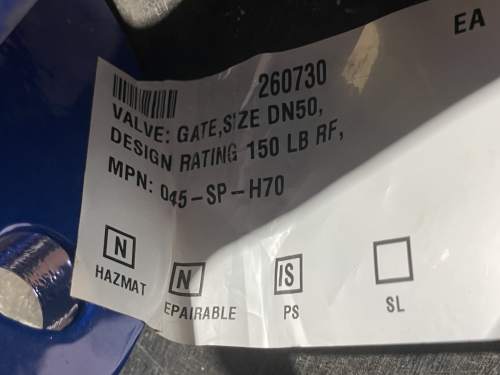 EA
260730
VALVE: GATE,SIZE DN50,
DESIGN RATING 150 LB RF,
MPN: 045-SP-H70
N N IS
HAZMAT EPAIRABLE PS SL